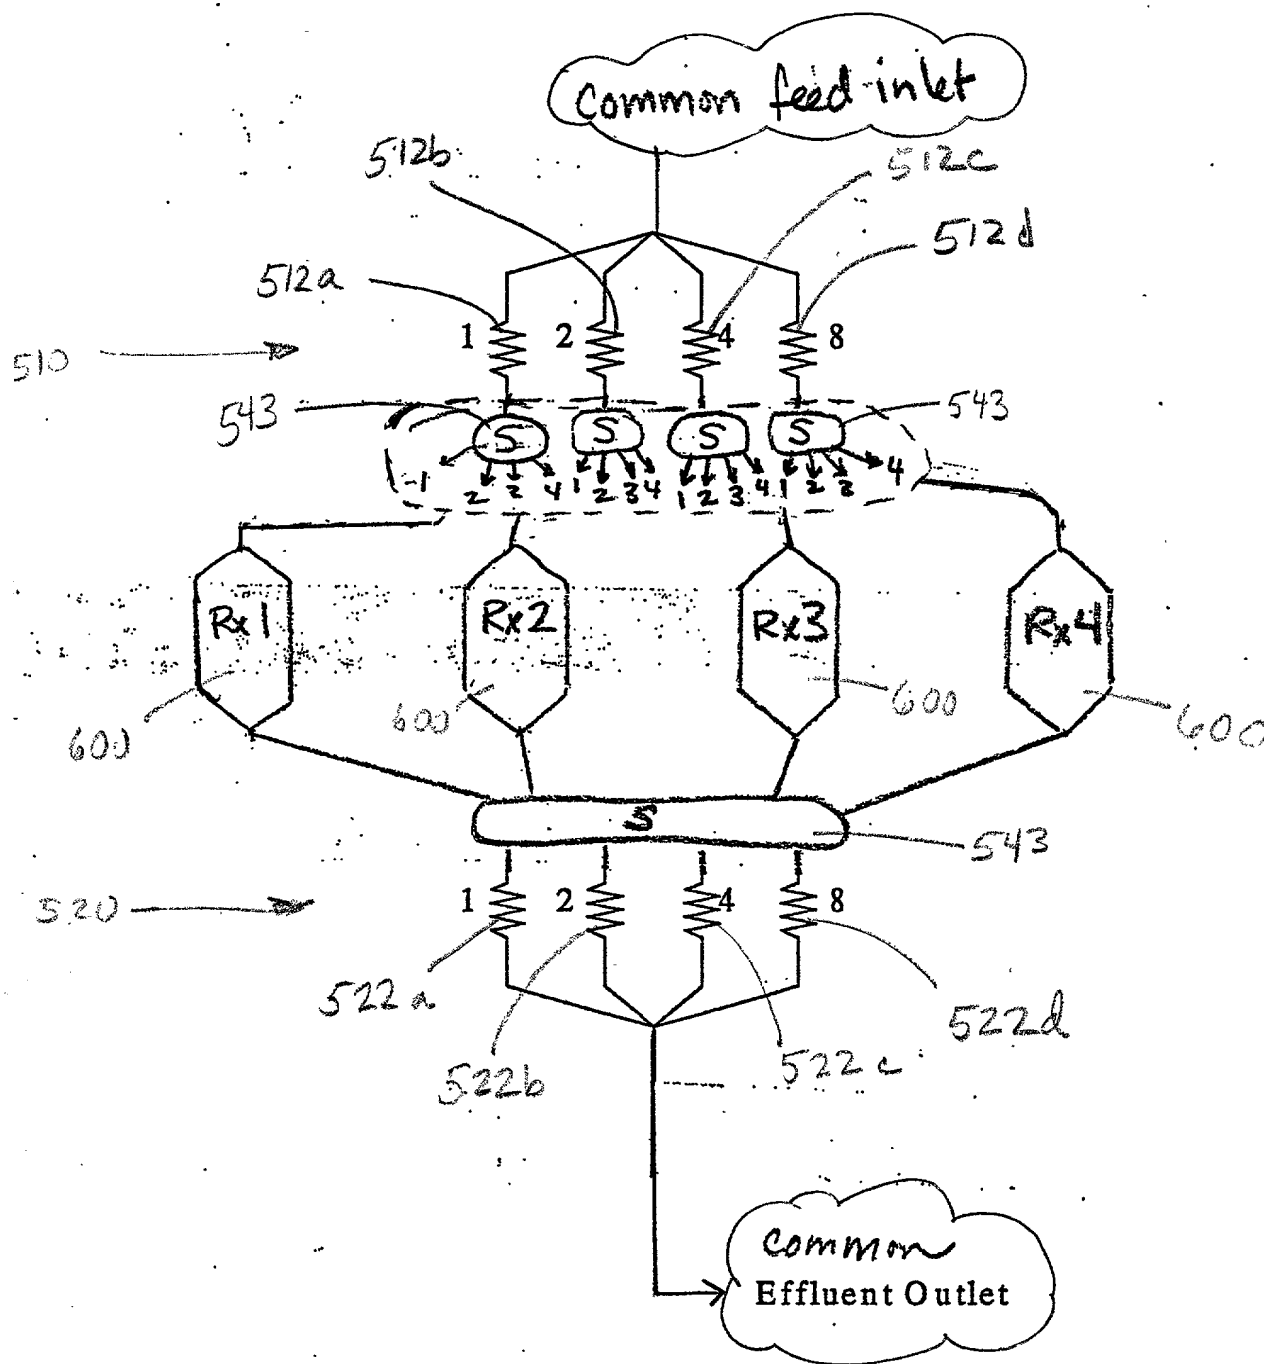 Common feed inlet
512b
512c
512d
512a
1 2 4 8
510
543 543
S S S S
-1 2 2 4 1 2 3 4 1 2 3 4 1 2 3 4
Rx1 Rx2 Rx3 Rx4
600 600 600 600
S
543
1 2 4 8
520
522a
522b
522c
522d
common
Effluent Outlet